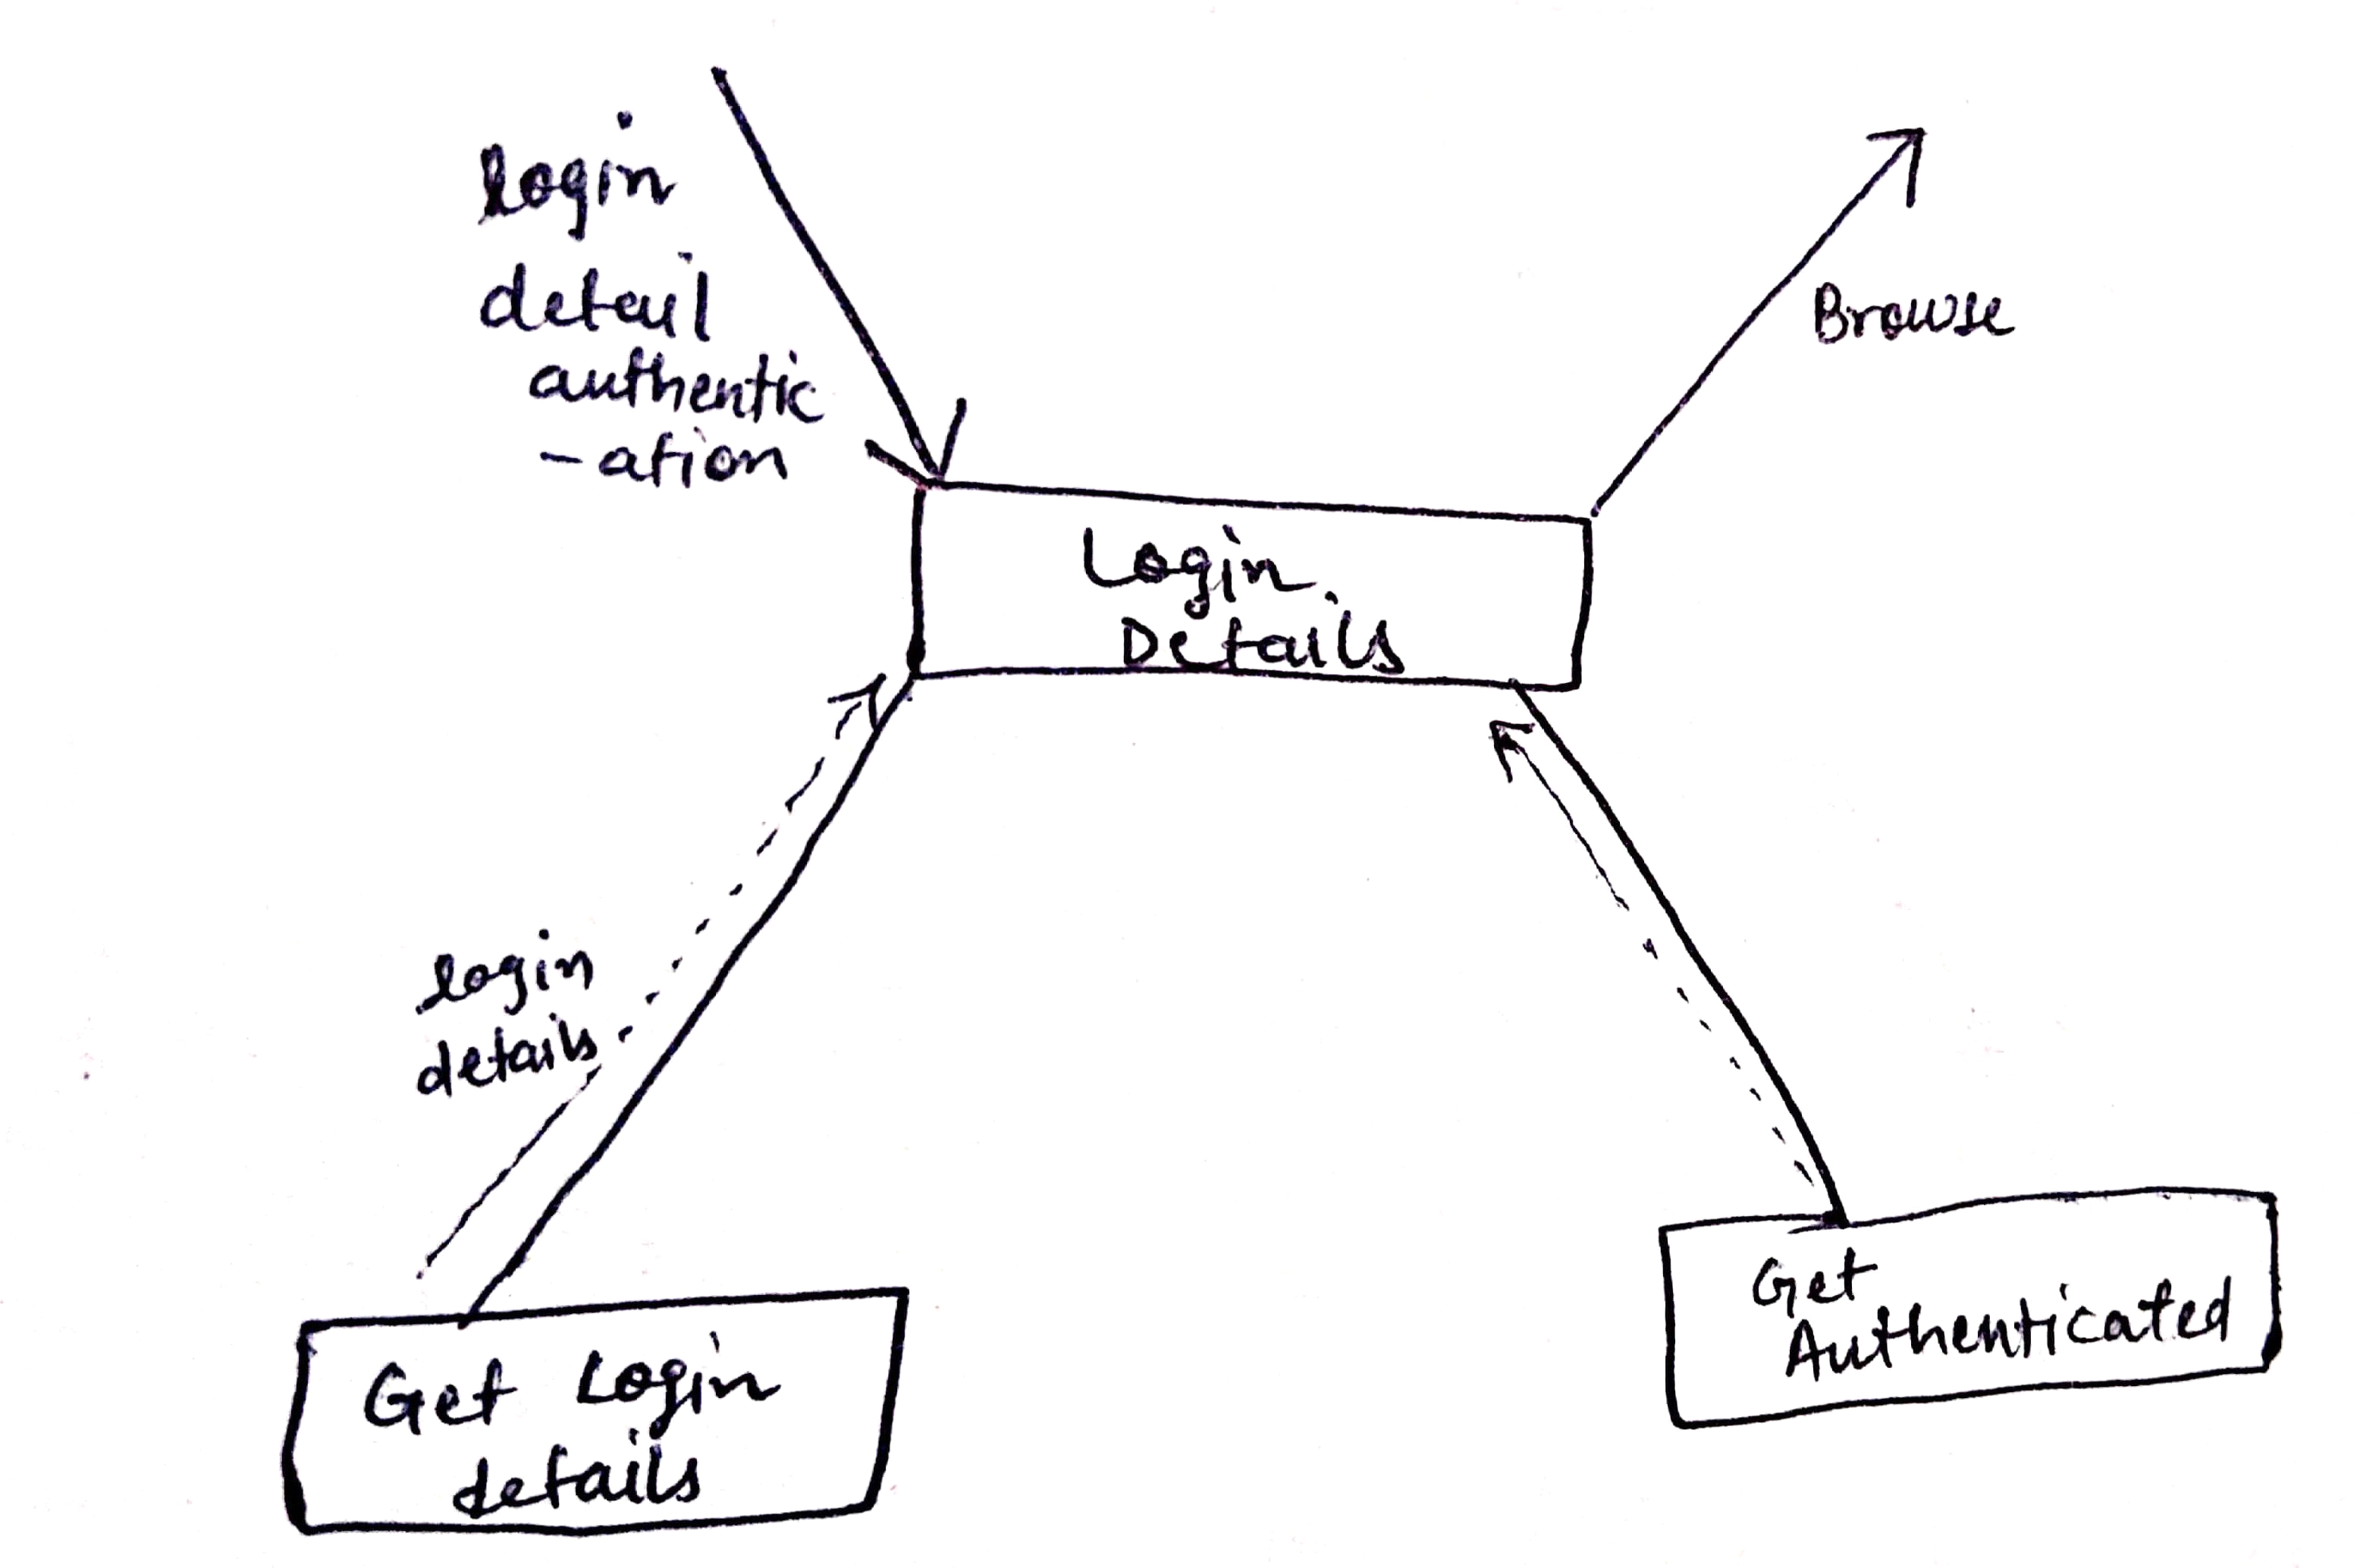 login
detail
authentic
-ation
Browse
Login
Details
login
details
Get Login
details
Get
Authenticated